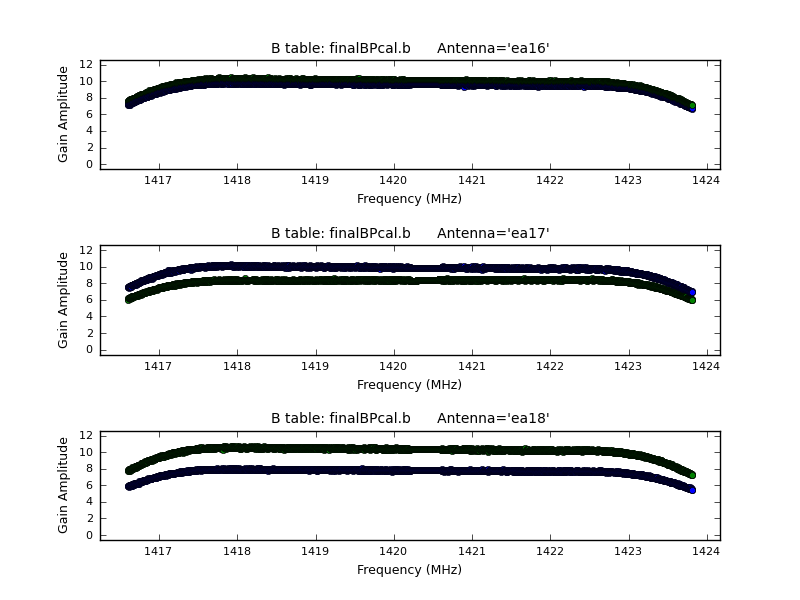 B table: finalBPcal.b Antenna='ea16'
12
10
8
6
4
2
0
Gain Amplitude
1417 1418 1419 1420 1421 1422 1423 1424
Frequency (MHz)
B table: finalBPcal.b Antenna='ea17'
12
10
8
6
4
2
0
Gain Amplitude
1417 1418 1419 1420 1421 1422 1423 1424
Frequency (MHz)
B table: finalBPcal.b Antenna='ea18'
12
10
8
6
4
2
0
Gain Amplitude
1417 1418 1419 1420 1421 1422 1423 1424
Frequency (MHz)